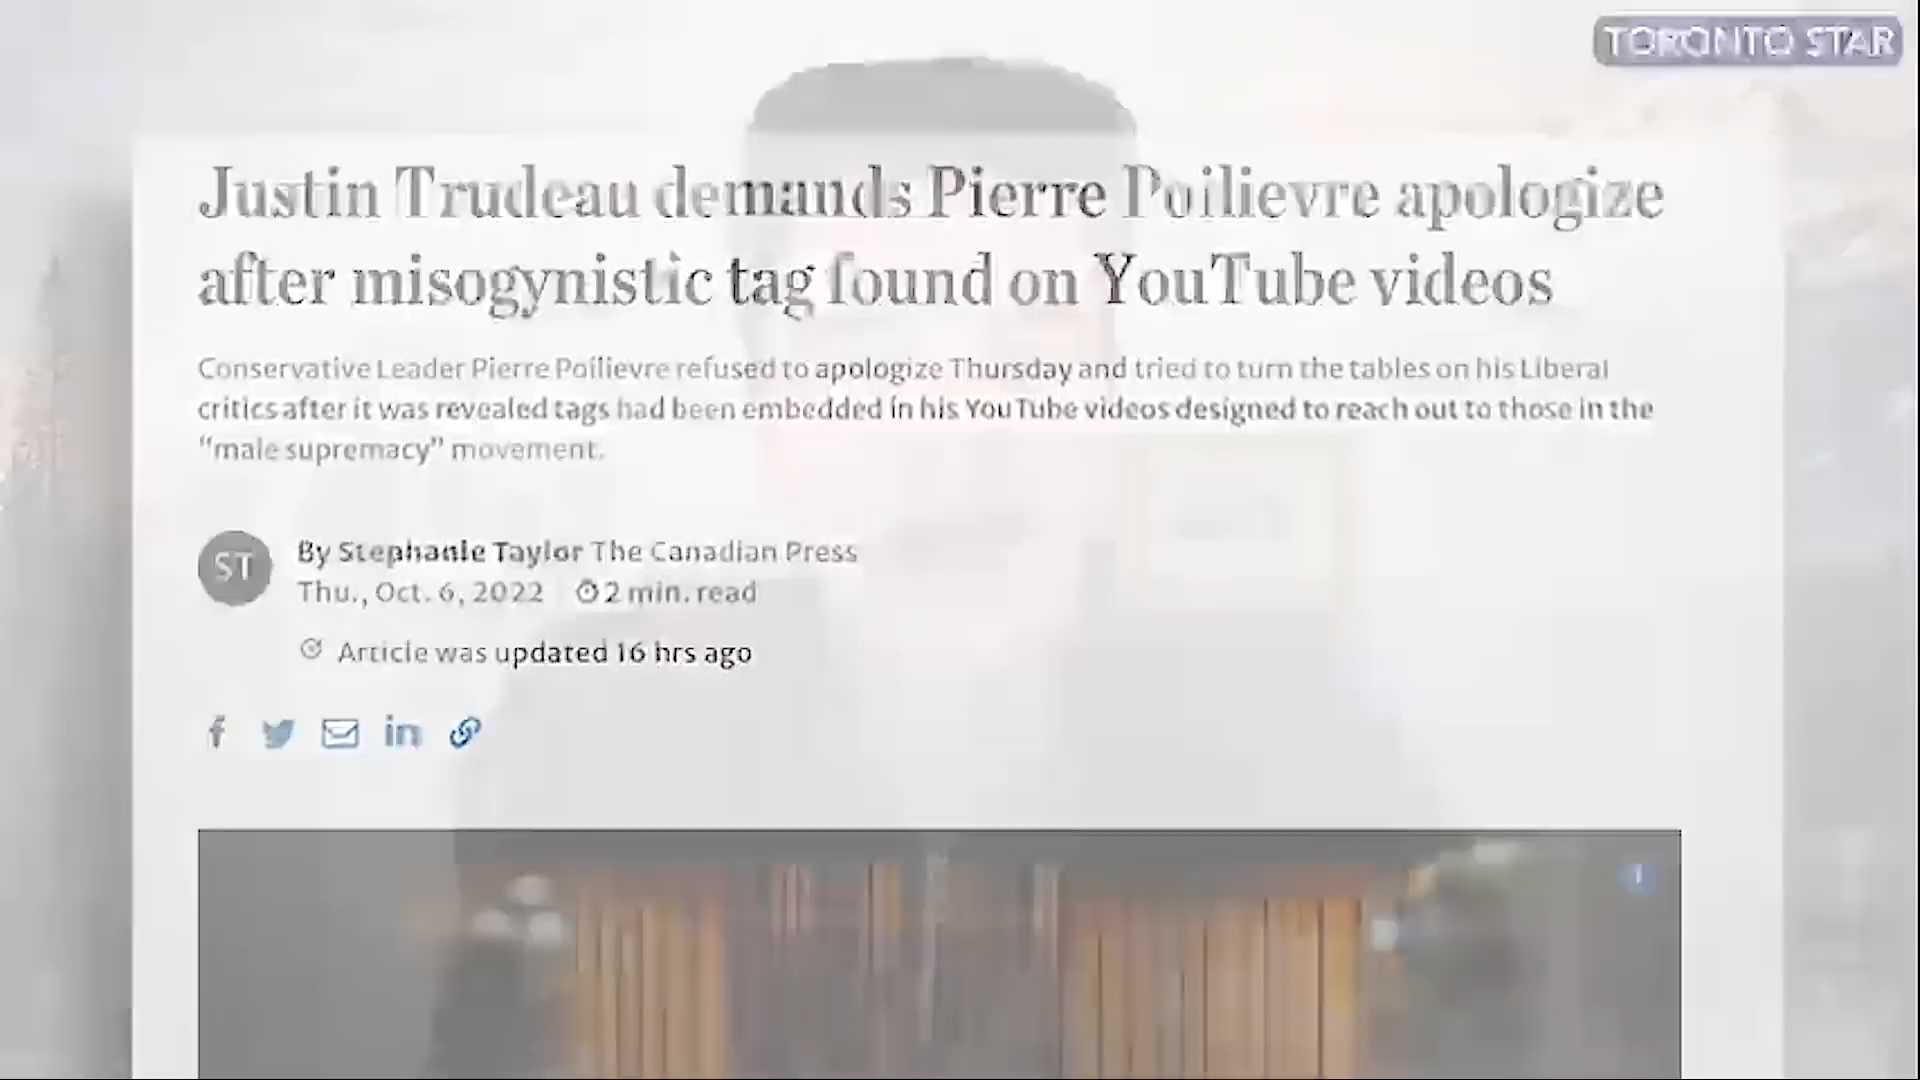 TORONTO STAR
Justin Trudeau demands Pierre Poilievre apologize
after misogynistic tag found on YouTube videos
Conservative Leader Pierre Poilievre refused to apologize Thursday and tried to turn the tables on his Liberal
critics after it was revealed tags had been embedded in his YouTube videos designed to reach out to those in the
“male supremacy” movement.
ST
By Stephanie Taylor The Canadian Press
Thu., Oct. 6, 2022 2 min. read
Article was updated 16 hrs ago